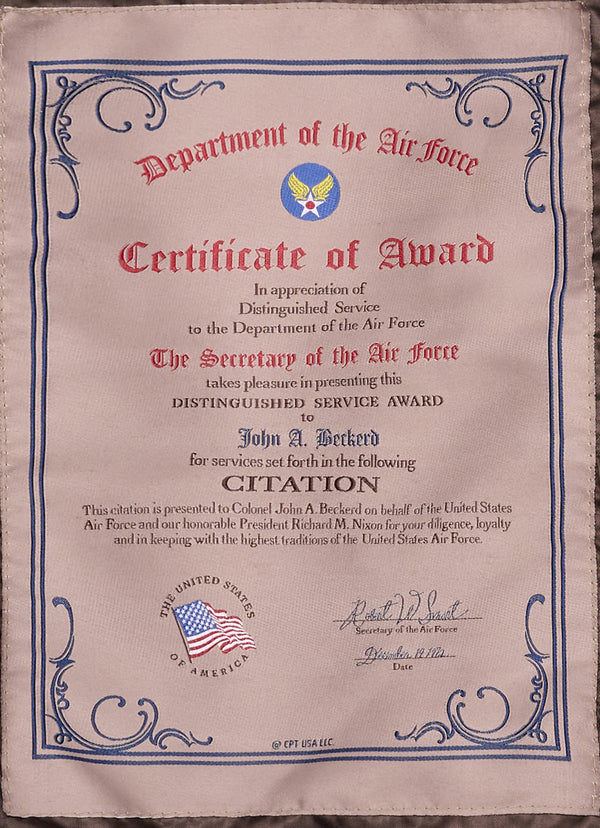 Department of the Air Force
Certificate of Award
In appreciation of
Distinguished Service
to the Department of the Air Force
The Secretary of the Air Force
takes pleasure in presenting this
DISTINGUISHED SERVICE AWARD
to
John A. Beckerd
for services set forth in the following
CITATION
This citation is presented to Colonel John A. Beckerd on behalf of the United States
Air Force and our honorable President Richard M. Nixon for your diligence, loyalty
and in keeping with the highest traditions of the United States Air Force.
THE UNITED STATES
OF AMERICA
Robert W
Secretary of the Air Force
December 19
Date
@ CPT USA LLC.